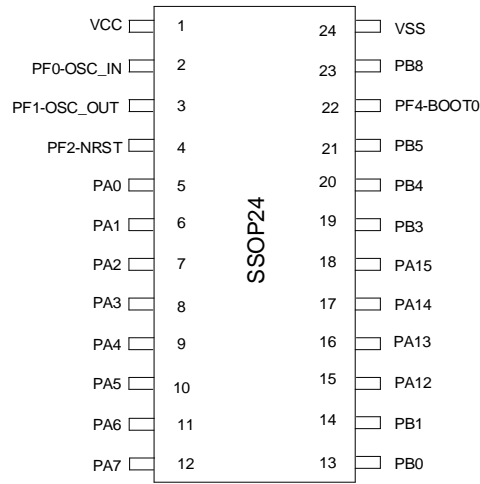 VCC 1 24 VSS
PF0-OSC_IN 2 23 PB8
PF1-OSC_OUT 3 22 PF4-BOOT0
PF2-NRST 4 21 PB5
PA0 5 20 PB4
PA1 6 19 PB3
PA2 7 18 PA15
PA3 8 17 PA14
PA4 9 16 PA13
PA5 10 15 PA12
PA6 11 14 PB1
PA7 12 13 PB0
SSOP24